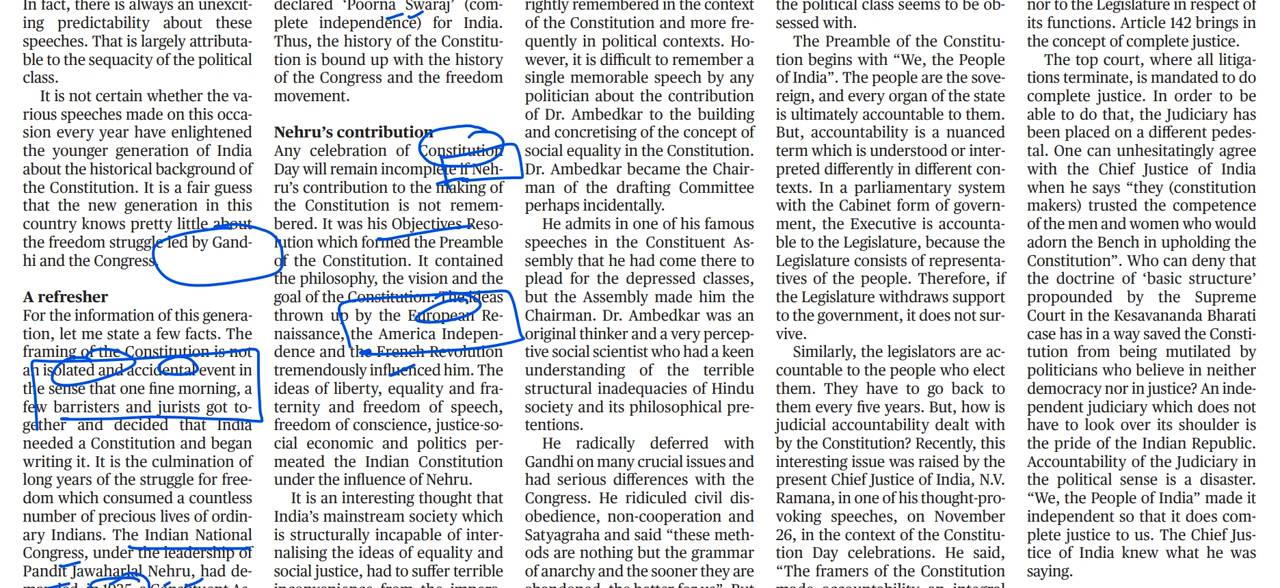 In fact, there is always an unexcit-
ing predictability about these
speeches. That is largely attributa-
ble to the sequacity of the political
class.
It is not certain whether the va-
rious speeches made on this occa-
sion every year have enlightened
the younger generation of India
about the historical background of
the Constitution. It is a fair guess
that the new generation in this
country knows pretty little about
the freedom struggle led by Gand-
hi and the Congress.
A refresher
For the information of this genera-
tion, let me state a few facts. The
framing of the Constitution is not
an isolated and accidental event in
the sense that one fine morning, a
few barristers and jurists got to-
gether and decided that India
needed a Constitution and began
writing it. It is the culmination of
long years of the struggle for free-
dom which consumed a countless
number of precious lives of ordin-
ary Indians. The Indian National
Congress, under the leadership of
Pandit Jawaharlal Nehru, had de-
declared 'Poorna Swaraj' (com-
plete independence) for India.
Thus, the history of the Constitu-
tion is bound up with the history
of the Congress and the freedom
movement.
Nehru's contribution
Any celebration of Constitution
Day will remain incomplete if Neh-
ru's contribution to the making of
the Constitution is not remem-
bered. It was his Objectives Reso-
lution which formed the Preamble
of the Constitution. It contained
the philosophy, the vision and the
goal of the Constitution. The ideas
thrown up by the European Re-
naissance, the America Indepen-
dence and the French Revolution
tremendously influenced him. The
ideas of liberty, equality and fra-
ternity and freedom of speech,
freedom of conscience, justice-so-
cial economic and politics per-
meated the Indian Constitution
under the influence of Nehru.
It is an interesting thought that
India's mainstream society which
is structurally incapable of inter-
nalising the ideas of equality and
social justice, had to suffer terrible
rightly remembered in the context
of the Constitution and more fre-
quently in political contexts. Ho-
wever, it is difficult to remember a
single memorable speech by any
politician about the contribution
of Dr. Ambedkar to the building
and concretising of the concept of
social equality in the Constitution.
Dr. Ambedkar became the Chair-
man of the drafting Committee
perhaps incidentally.
He admits in one of his famous
speeches in the Constituent As-
sembly that he had come there to
plead for the depressed classes,
but the Assembly made him the
Chairman. Dr. Ambedkar was an
original thinker and a very percep-
tive social scientist who had a keen
understanding of the terrible
structural inadequacies of Hindu
society and its philosophical pre-
tentions.
He radically deferred with
Gandhi on many crucial issues and
had serious differences with the
Congress. He ridiculed civil dis-
obedience, non-cooperation and
Satyagraha and said "these meth-
ods are nothing but the grammar
of anarchy and the sooner they are
abandoned, the better for us". But
the political class seems to be ob-
sessed with.
The Preamble of the Constitu-
tion begins with "We, the People
of India". The people are the sove-
reign, and every organ of the state
is ultimately accountable to them.
But, accountability is a nuanced
term which is understood or inter-
preted differently in different con-
texts. In a parliamentary system
with the Cabinet form of govern-
ment, the Executive is accounta-
ble to the Legislature, because the
Legislature consists of representa-
tives of the people. Therefore, if
the Legislature withdraws support
to the government, it does not sur-
vive.
Similarly, the legislators are ac-
countable to the people who elect
them. They have to go back to
them every five years. But, how is
judicial accountability dealt with
by the Constitution? Recently, this
interesting issue was raised by the
present Chief Justice of India, N.V.
Ramana, in one of his thought-pro-
voking speeches, on November
26, in the context of the Constitu-
tion Day celebrations. He said,
"The framers of the Constitution
made accountability an integral
nor to the Legislature in respect of
its functions. Article 142 brings in
the concept of complete justice.
The top court, where all litiga-
tions terminate, is mandated to do
complete justice. In order to be
able to do that, the Judiciary has
been placed on a different pedes-
tal. One can unhesitatingly agree
with the Chief Justice of India
when he says "they (constitution
makers) trusted the competence
of the men and women who would
adorn the Bench in upholding the
Constitution". Who can deny that
the doctrine of 'basic structure'
propounded by the Supreme
Court in the Kesavananda Bharati
case has in a way saved the Consti-
tution from being mutilated by
politicians who believe in neither
democracy nor in justice? An inde-
pendent judiciary which does not
have to look over its shoulder is
the pride of the Indian Republic.
Accountability of the Judiciary in
the political sense is a disaster.
"We, the People of India" made it
independent so that it does com-
plete justice to us. The Chief Jus-
tice of India knew what he was
saying.